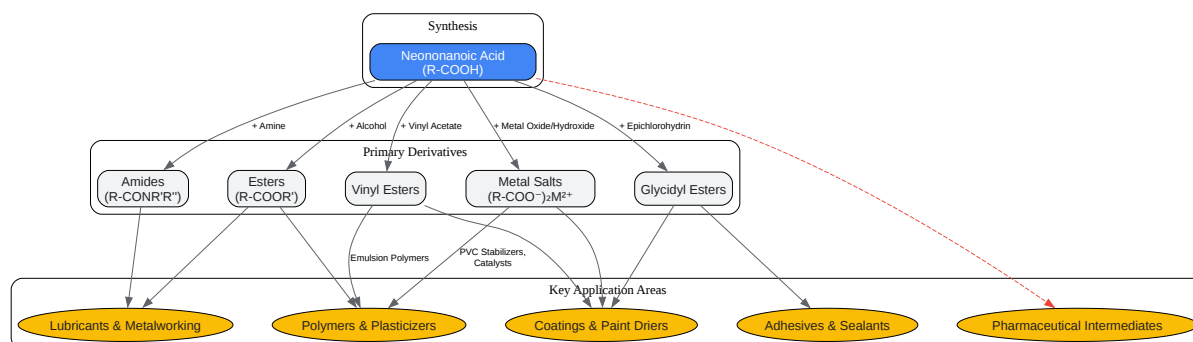 Synthesis
Neononanoic Acid
(R-COOH)
+ Amine
+ Alcohol
+ Vinyl Acetate
+ Metal Oxide/Hydroxide
+ Epichlorohydrin
Primary Derivatives
Amides
(R-CONR'R")
Esters
(R-COOR')
Vinyl Esters
Metal Salts
(R-COO⁻)₂M²⁺
Glycidyl Esters
Emulsion Polymers
PVC Stabilizers,
Catalysts
Key Application Areas
Lubricants & Metalworking
Polymers & Plasticizers
Coatings & Paint Driers
Adhesives & Sealants
Pharmaceutical Intermediates